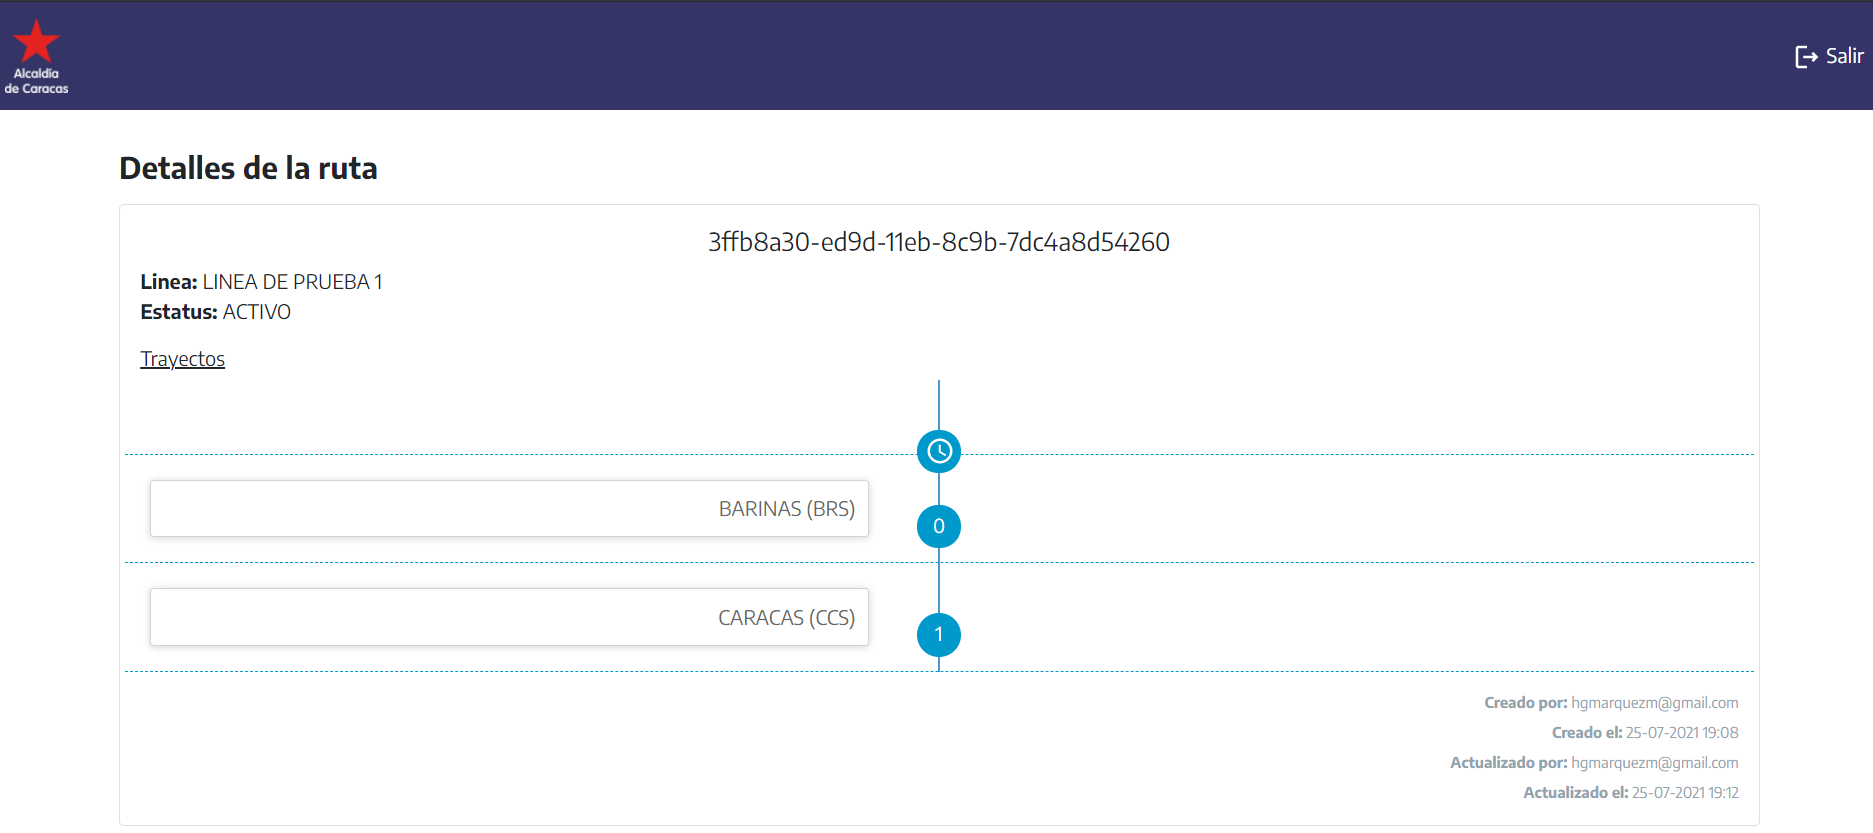 Alcaldía
de Caracas
Salir
Detalles de la ruta
3ffb8a30-ed9d-11eb-8c9b-7dc4a8d54260
Linea: LINEA DE PRUEBA 1
Estatus: ACTIVO
Trayectos
BARINAS (BRS)
0
CARACAS (CCS)
1
Creado por: hgmarquezm@gmail.com
Creado el: 25-07-2021 19:08
Actualizado por: hgmarquezm@gmail.com
Actualizado el: 25-07-2021 19:12